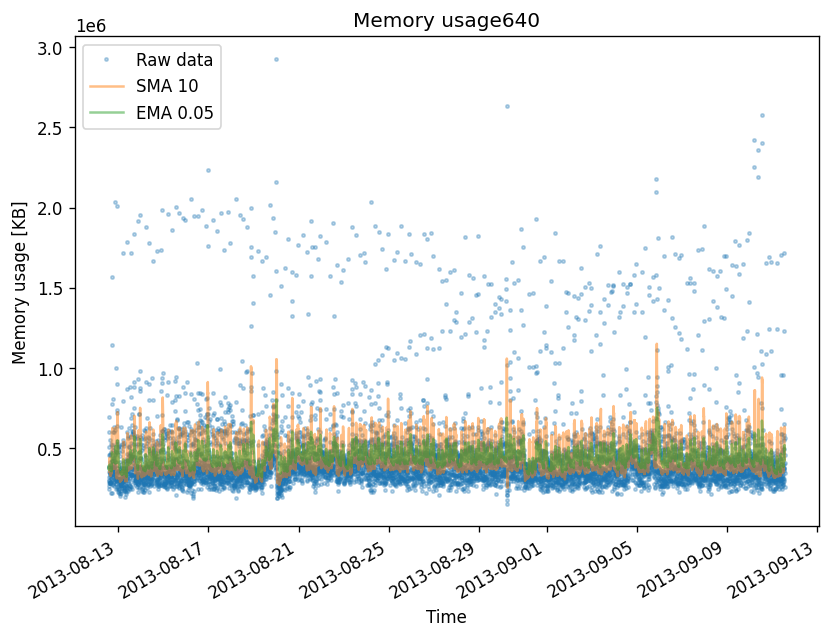 Memory usage640
1e6
3.0
2.5
2.0
1.5
1.0
0.5
Memory usage [KB]
Raw data
SMA 10
EMA 0.05
2013-08-13
2013-08-17
2013-08-21
2013-08-25
2013-08-29
2013-09-01
2013-09-05
2013-09-09
2013-09-13
Time